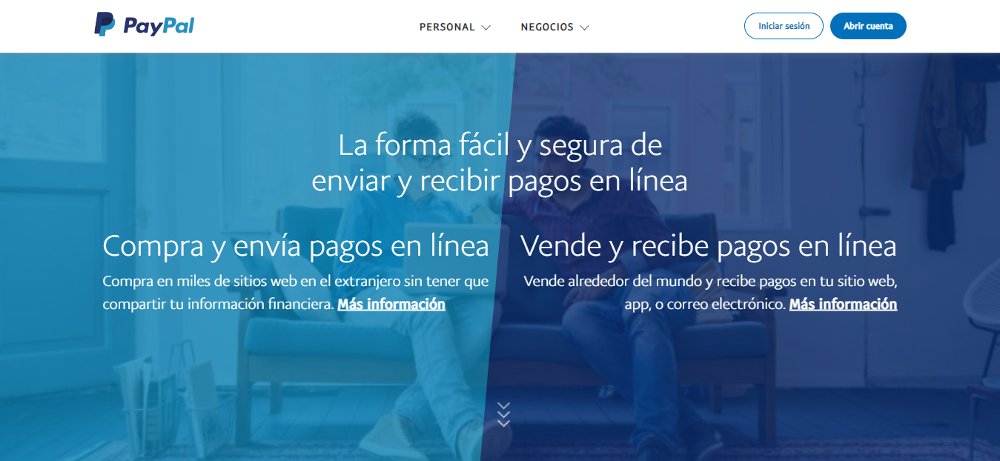 PayPal
PERSONAL
NEGOCIOS
Iniciar sesión
Abrir cuenta
La forma fácil y segura de
enviar y recibir pagos en línea
Compra y envía pagos en línea
Compra en miles de sitios web en el extranjero sin tener que
compartir tu información financiera. Más información
Vende y recibe pagos en línea
Vende alrededor del mundo y recibe pagos en tu sitio web,
app, o correo electrónico. Más información